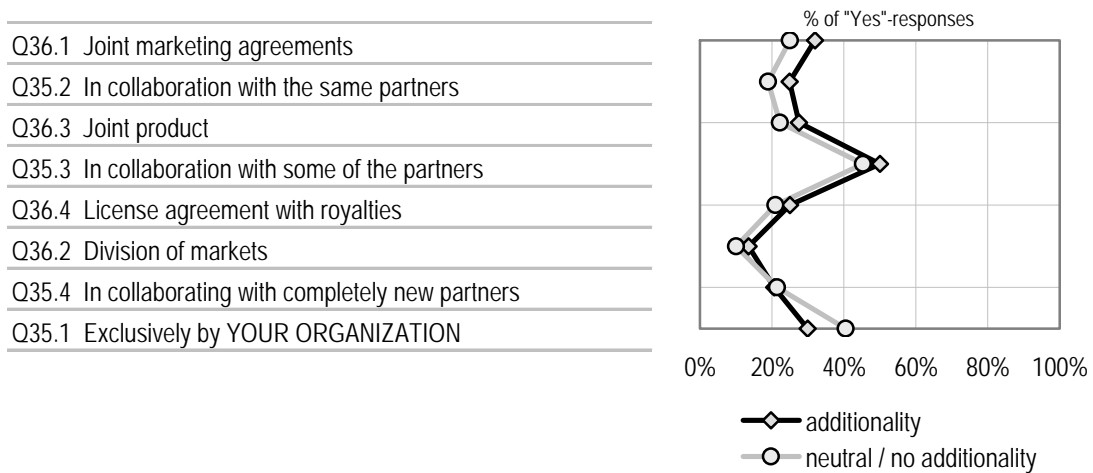 % of "Yes"-responses
Q36.1 Joint marketing agreements
Q35.2 In collaboration with the same partners
Q36.3 Joint product
Q35.3 In collaboration with some of the partners
Q36.4 License agreement with royalties
Q36.2 Division of markets
Q35.4 In collaborating with completely new partners
Q35.1 Exclusively by YOUR ORGANIZATION
0% 20% 40% 60% 80% 100%
additionality
neutral / no additionality